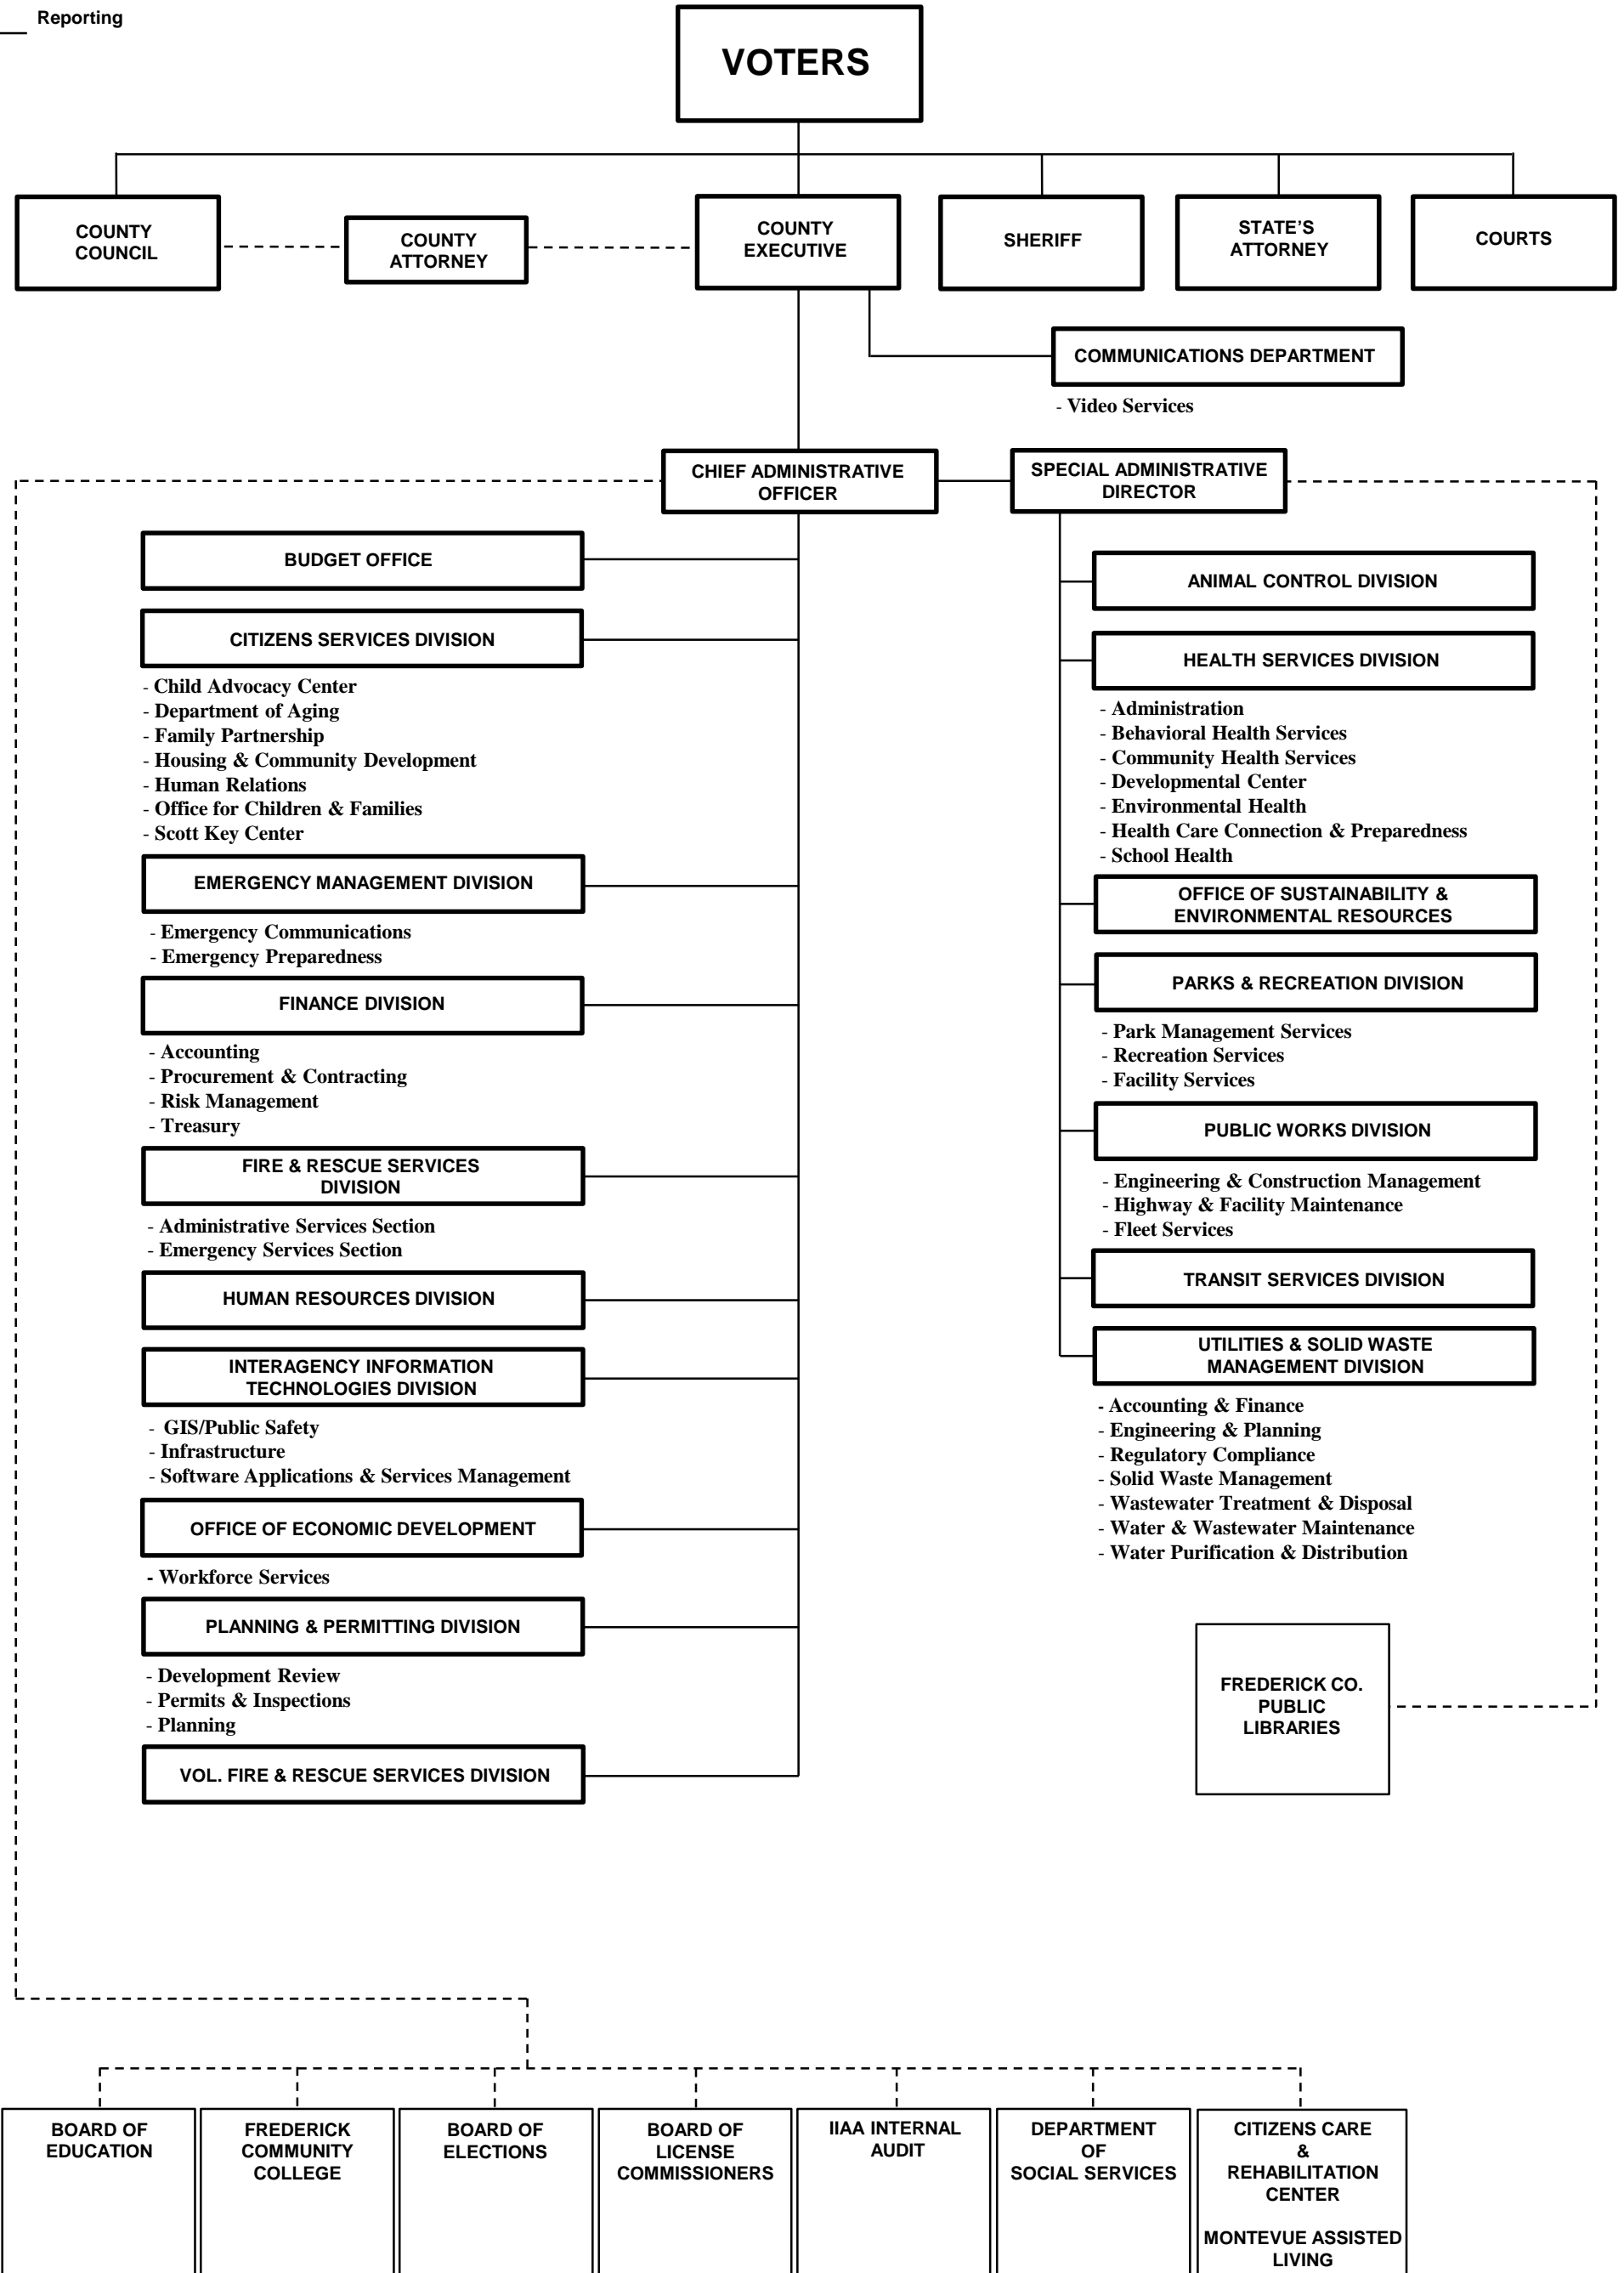 Reporting
VOTERS
COUNTY
COUNCIL
COUNTY
ATTORNEY
COUNTY
EXECUTIVE
SHERIFF
STATE'S
ATTORNEY
COURTS
COMMUNICATIONS DEPARTMENT
- Video Services
CHIEF ADMINISTRATIVE
OFFICER
SPECIAL ADMINISTRATIVE
DIRECTOR
BUDGET OFFICE
CITIZENS SERVICES DIVISION
- Child Advocacy Center
- Department of Aging
- Family Partnership
- Housing & Community Development
- Human Relations
- Office for Children & Families
- Scott Key Center
EMERGENCY MANAGEMENT DIVISION
- Emergency Communications
- Emergency Preparedness
FINANCE DIVISION
- Accounting
- Procurement & Contracting
- Risk Management
- Treasury
FIRE & RESCUE SERVICES
DIVISION
- Administrative Services Section
- Emergency Services Section
HUMAN RESOURCES DIVISION
INTERAGENCY INFORMATION
TECHNOLOGIES DIVISION
- GIS/Public Safety
- Infrastructure
- Software Applications & Services Management
OFFICE OF ECONOMIC DEVELOPMENT
- Workforce Services
PLANNING & PERMITTING DIVISION
- Development Review
- Permits & Inspections
- Planning
VOL. FIRE & RESCUE SERVICES DIVISION
ANIMAL CONTROL DIVISION
HEALTH SERVICES DIVISION
- Administration
- Behavioral Health Services
- Community Health Services
- Developmental Center
- Environmental Health
- Health Care Connection & Preparedness
- School Health
OFFICE OF SUSTAINABILITY &
ENVIRONMENTAL RESOURCES
PARKS & RECREATION DIVISION
- Park Management Services
- Recreation Services
- Facility Services
PUBLIC WORKS DIVISION
- Engineering & Construction Management
- Highway & Facility Maintenance
- Fleet Services
TRANSIT SERVICES DIVISION
UTILITIES & SOLID WASTE
MANAGEMENT DIVISION
- Accounting & Finance
- Engineering & Planning
- Regulatory Compliance
- Solid Waste Management
- Wastewater Treatment & Disposal
- Water & Wastewater Maintenance
- Water Purification & Distribution
FREDERICK CO.
PUBLIC
LIBRARIES
BOARD OF
EDUCATION
FREDERICK
COMMUNITY
COLLEGE
BOARD OF
ELECTIONS
BOARD OF
LICENSE
COMMISSIONERS
IIAA INTERNAL
AUDIT
DEPARTMENT
OF
SOCIAL SERVICES
CITIZENS CARE
&
REHABILITATION
CENTER
MONTEVUE ASSISTED
LIVING